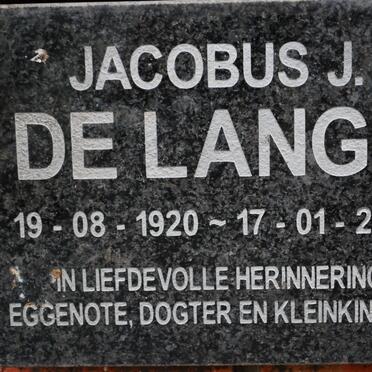 JACOBUS J.
DE LANG
19 - 08 - 1920 ~ 17 - 01 - 2
IN LIEFDEVOLLE HERINNERING
EGGENOTE, DOGTER EN KLEINKIN